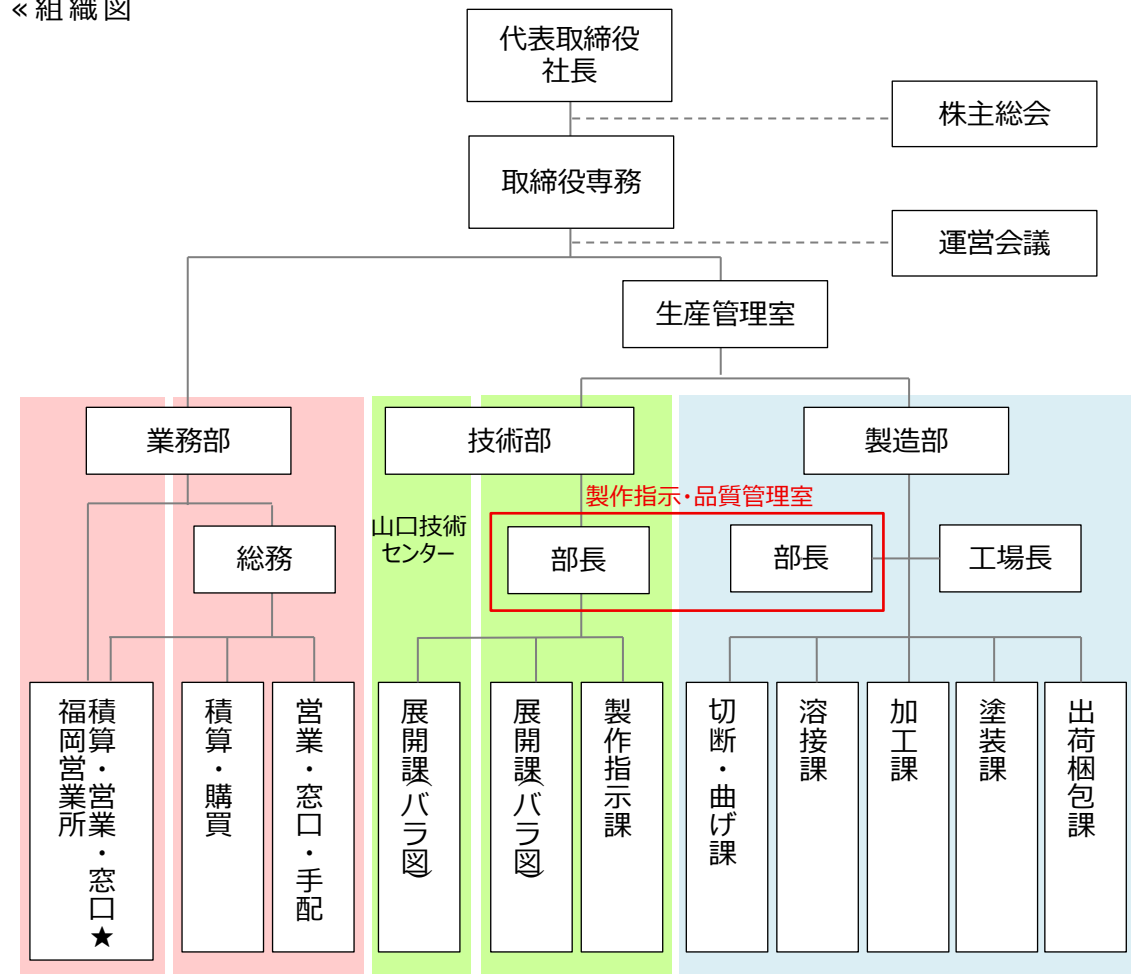 ≪組織図
代表取締役
社長
株主総会
取締役専務
運営会議
生産管理室
業務部
技術部
製造部
製作指示・品質管理室
山口技術
センター
総務
部長
部長
工場長
積算・営業・窓口★
福岡営業所
積算・購買
営業・窓口・手配
展開課(バラ図)
展開課(バラ図)
製作指示課
切断・曲げ課
溶接課
加工課
塗装課
出荷梱包課